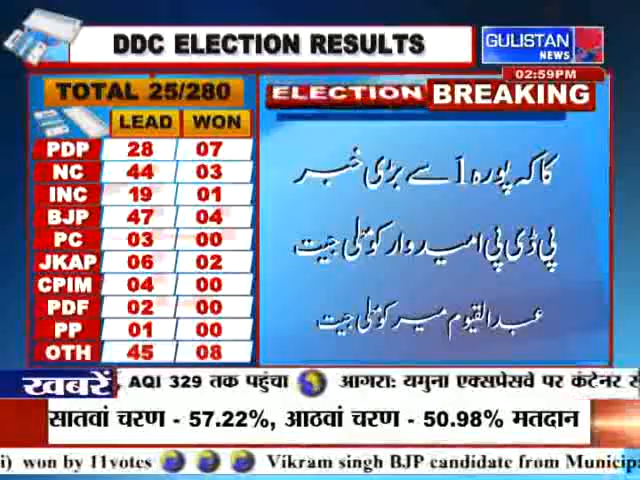 DDC ELECTION RESULTS
GULISTAN
NEWS
02:59PM
TOTAL 25/280
LEAD WON
PDP 28 07
NC 44 03
INC 19 01
BJP 47 04
PC 03 00
JKAP 06 02
CPIM 04 00
PDF 02 00
PP 01 00
OTH 45 08
ELECTION BREAKING
کاکہ پورہ 1 سے بڑی خبر
پی ڈی پی امیدوار کو ملی جیت
عبدالقیوم میر کو ملی جیت
खबरें , AQI 329 तक पहुंचा आगरा: यमुना एक्सप्रेसवे पर कंटेनर से
सातवां चरण - 57.22%, आठवां चरण - 50.98% मतदान
i) won by 11votes Vikram singh BJP candidate from Municipa